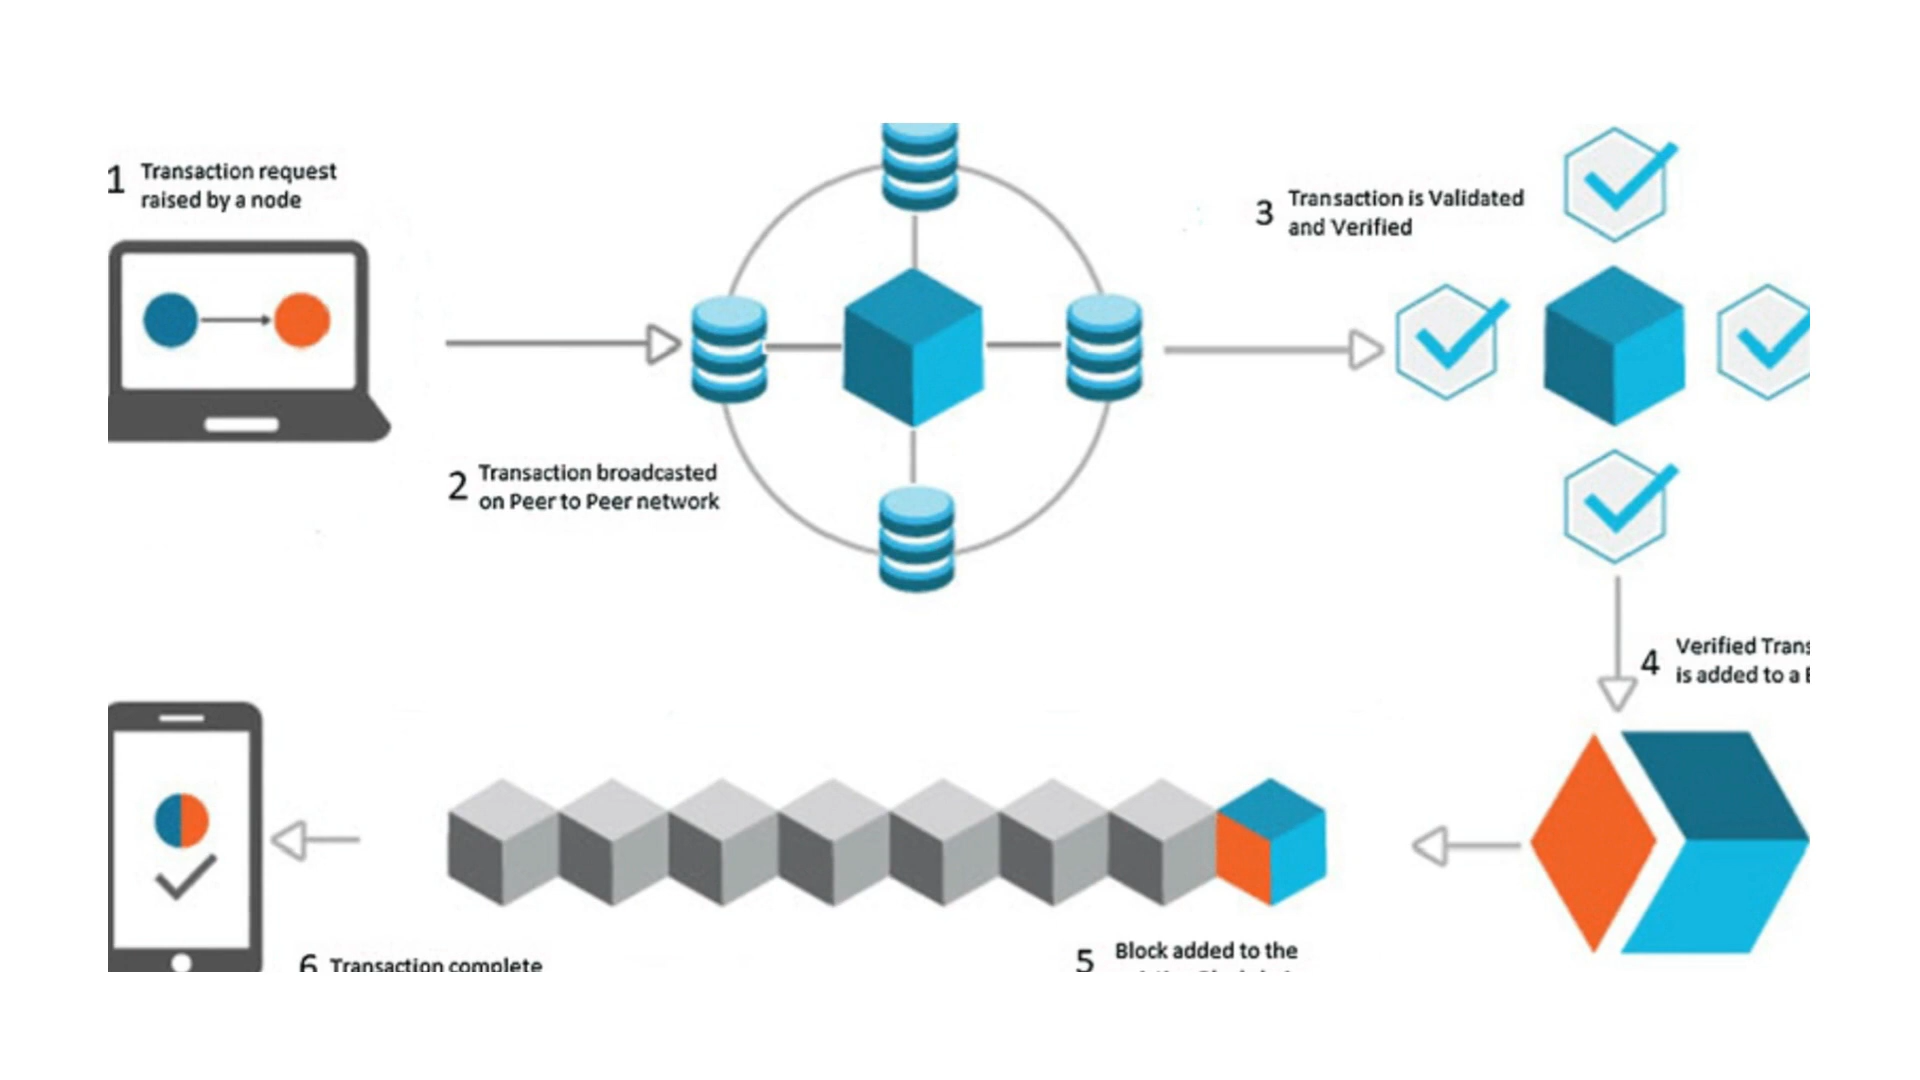 1 Transaction request
raised by a node
2 Transaction broadcasted
on Peer to Peer network
3 Transaction is Validated
and Verified
4 Verified Trans
is added to a
5 Block added to the
6 Transaction complete